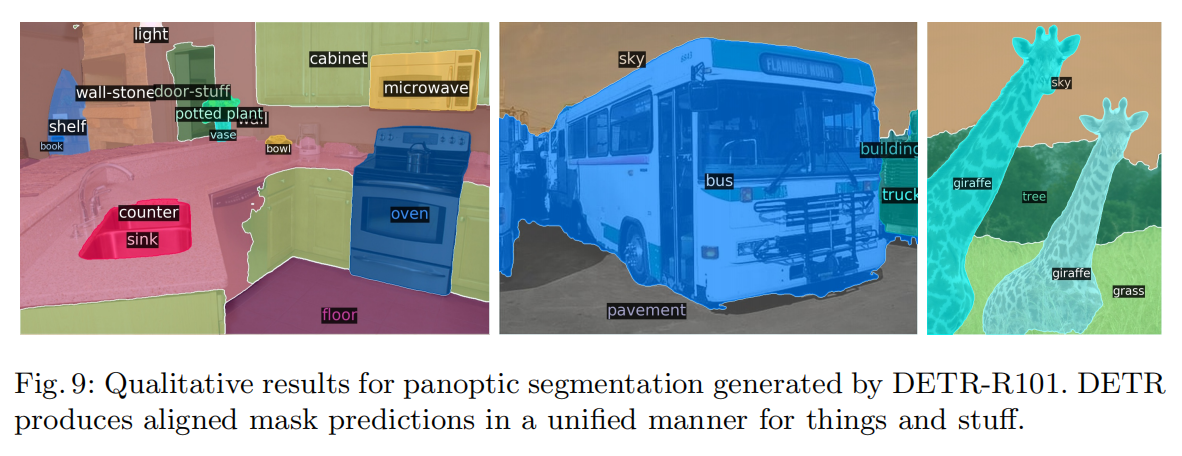 light
cabinet
wall-stone
door-stuff
microwave
potted plant
wall
shelf
vase
book
bowl
counter
oven
sink
floor
sky
FLAMINGO NORTH
building
bus
truck
pavement
sky
giraffe
tree
giraffe
grass
Fig. 9: Qualitative results for panoptic segmentation generated by DETR-R101. DETR
produces aligned mask predictions in a unified manner for things and stuff.